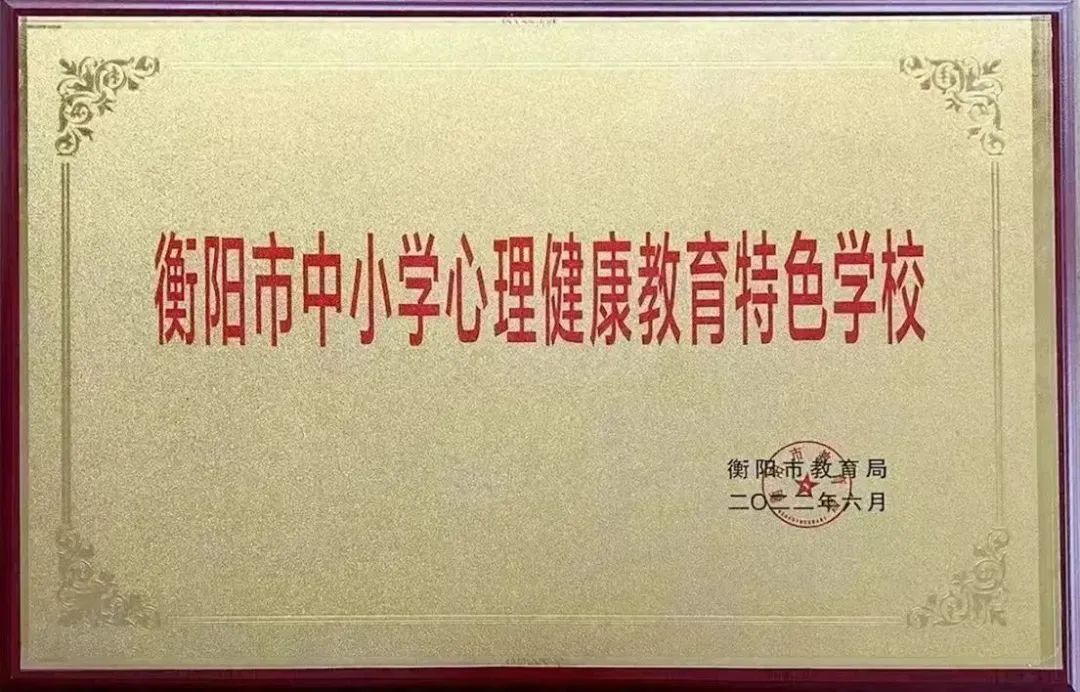 衡阳市中小学心理健康教育特色学校
衡阳市教育局
二〇二二年六月